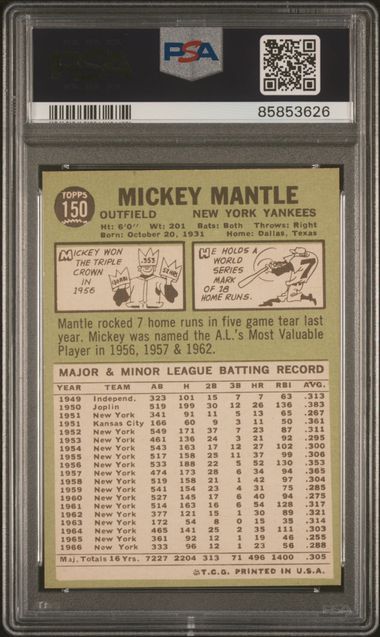 PSA
85853626
TOPPS
150
MICKEY MANTLE
OUTFIELD NEW YORK YANKEES
Ht: 6'0" Wt: 201 Bats: Both Throws: Right
Born: October 20, 1931 Home: Dallas, Texas
MICKEY WON
THE TRIPLE
CROWN
IN
1956
.353
HE HOLDS A
WORLD
SERIES
MARK
OF 18
HOME RUNS.
7
Mantle rocked 7 home runs in five game tear last
year. Mickey was named the A.L.'s Most Valuable
Player in 1956, 1957 & 1962.
MAJOR & MINOR LEAGUE BATTING RECORD
YEAR TEAM AB H 2B 3B HR RBI AVG.
1949 Independ. 323 101 15 7 7 63 .313
1950 Joplin 519 199 30 12 26 136 .383
1951 New York 341 91 11 5 13 65 .267
1951 Kansas City 166 60 9 3 11 50 .361
1952 New York 549 171 37 7 23 87 .311
1953 New York 461 136 24 3 21 92 .295
1954 New York 543 163 17 12 27 102 .300
1955 New York 517 158 25 11 37 99 .306
1956 New York 533 188 22 5 52 130 .353
1957 New York 474 173 28 6 34 94 .365
1958 New York 519 158 21 1 42 97 .304
1959 New York 541 154 23 4 31 75 .285
1960 New York 527 145 17 6 40 94 .275
1961 New York 514 163 16 6 54 128 .317
1962 New York 377 121 15 1 30 89 .321
1963 New York 172 54 8 0 15 35 .314
1964 New York 465 141 25 2 35 111 .303
1965 New York 361 92 12 1 19 46 .255
1966 New York 333 96 12 1 23 56 .288
Maj. Totals 16 Yrs. 7227 2204 313 71 496 1400 .305
©T.C.G. PRINTED IN U.S.A.